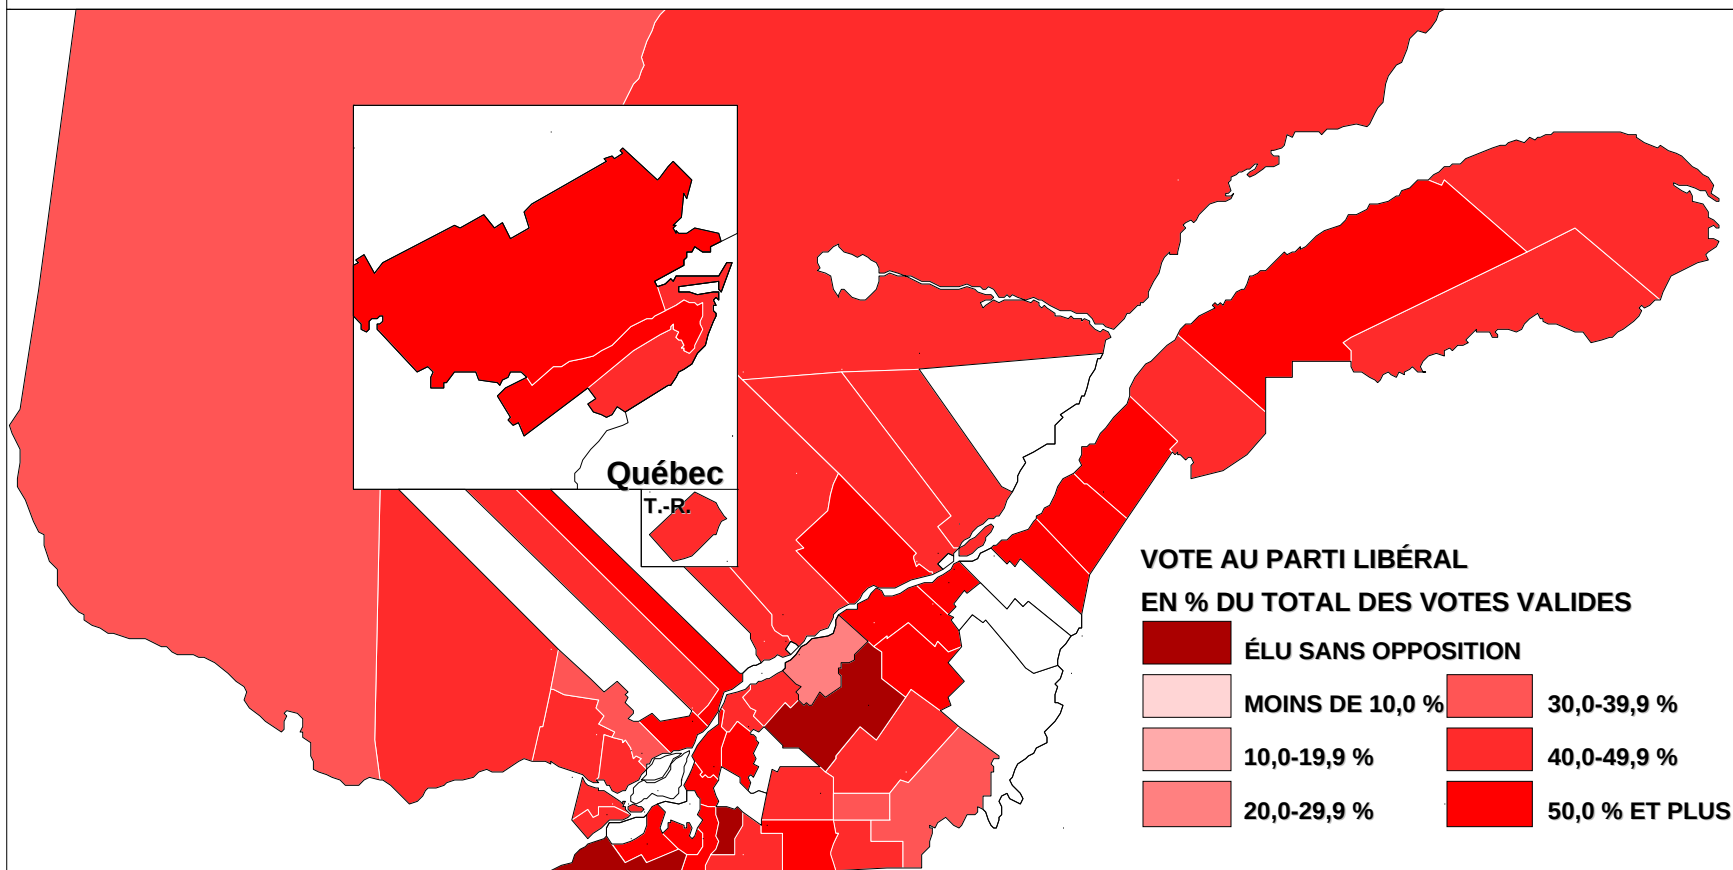 Québec
T.-R.
VOTE AU PARTI LIBÉRAL
EN % DU TOTAL DES VOTES VALIDES
ÉLU SANS OPPOSITION
MOINS DE 10,0 %
30,0-39,9 %
10,0-19,9 %
40,0-49,9 %
20,0-29,9 %
50,0 % ET PLUS